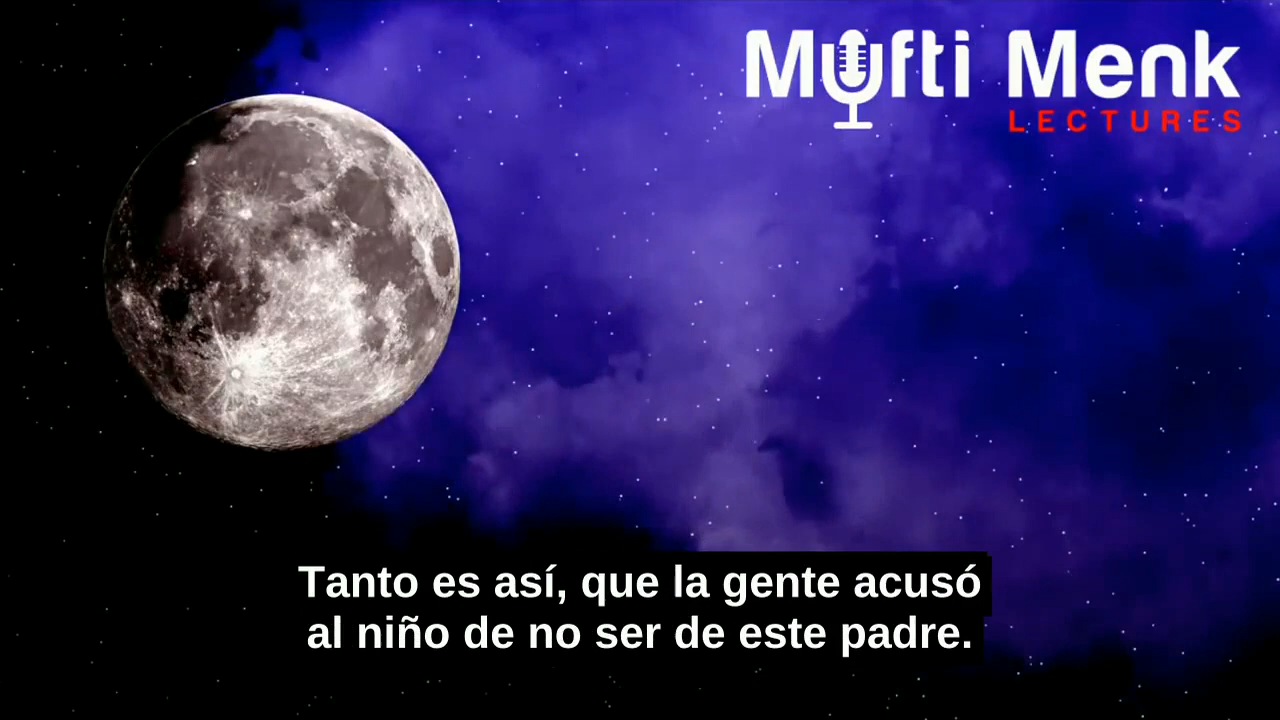 Mufti Menk
LECTURES
Tanto es así, que la gente acusó
al niño de no ser de este padre.